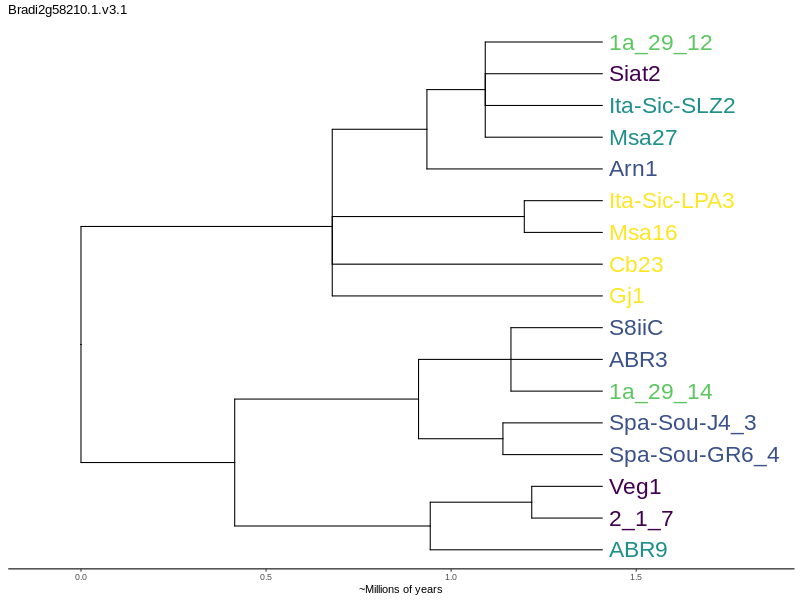 Bradi2g58210.1.v3.1
1a_29_12
Siat2
Ita-Sic-SLZ2
Msa27
Arn1
Ita-Sic-LPA3
Msa16
Cb23
Gj1
S8iiC
ABR3
1a_29_14
Spa-Sou-J4_3
Spa-Sou-GR6_4
Veg1
2_1_7
ABR9
0.0 0.5 1.0 1.5
~Millions of years